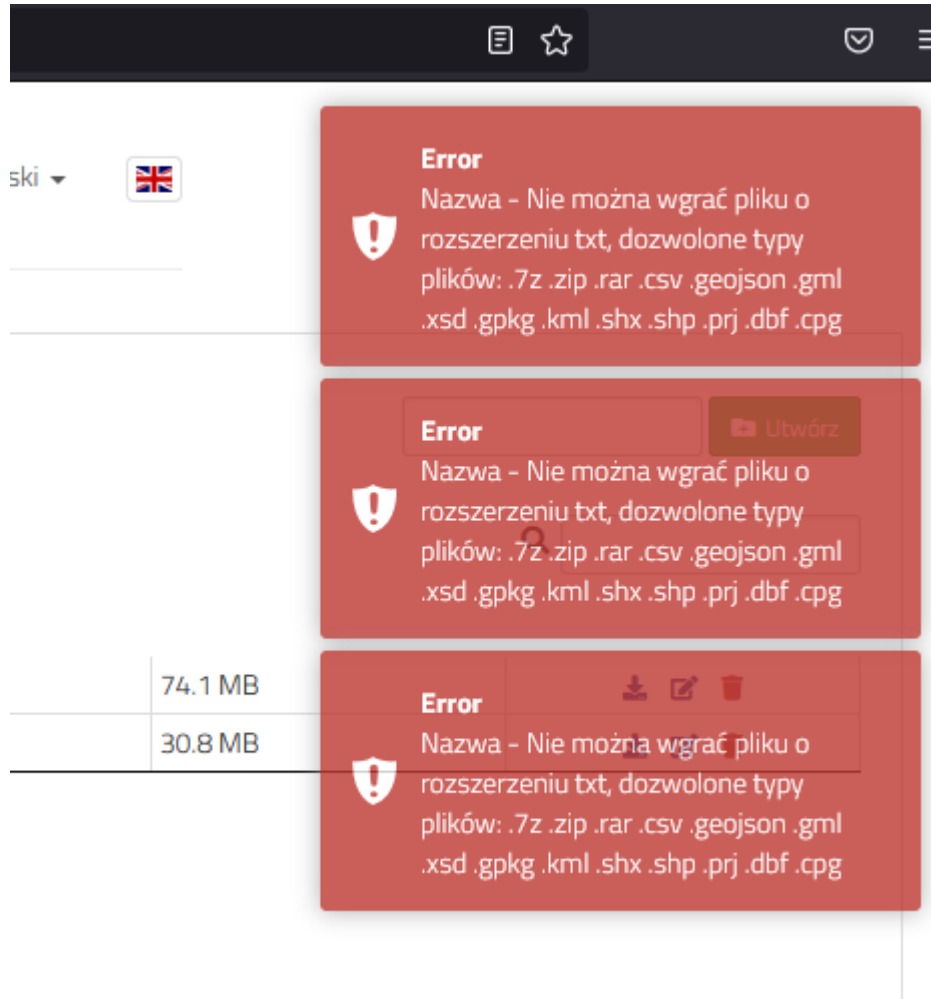 ski
Error
Nazwa - Nie można wgrać pliku o
rozszerzeniu txt, dozwolone typy
plików: .7z .zip .rar .csv .geojson .gml
.xsd .gpkg .kml .shx .shp .prj .dbf .cpg
Utwórz
Error
Nazwa - Nie można wgrać pliku o
rozszerzeniu txt, dozwolone typy
plików: .7z .zip .rar .csv .geojson .gml
.xsd .gpkg .kml .shx .shp .prj .dbf .cpg
74.1 MB
30.8 MB
Error
Nazwa - Nie można wgrać pliku o
rozszerzeniu txt, dozwolone typy
plików: .7z .zip .rar .csv .geojson .gml
.xsd .gpkg .kml .shx .shp .prj .dbf .cpg